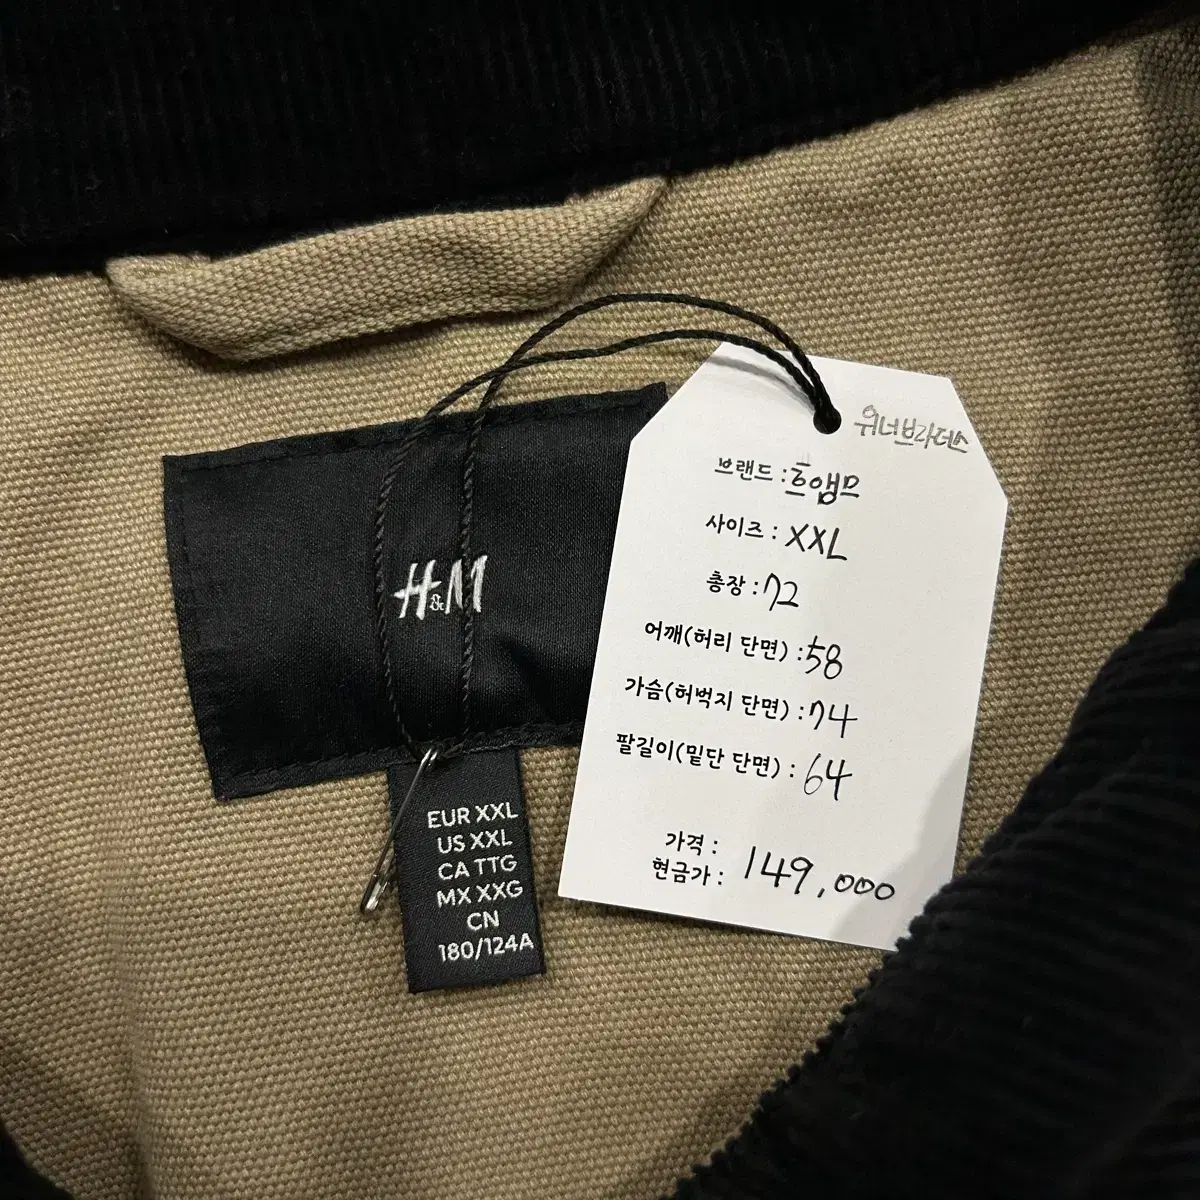 H&M
EUR XXL
US XXL
CA TTG
MX XXG
CN
180/124A
위너브라더스
브랜드 : 흐앰므
사이즈 : XXL
총장 : 72
어깨(허리 단면) : 58
가슴(허벅지 단면) : 74
팔길이(밑단 단면) : 64
가격 :
현금가 : 149,000